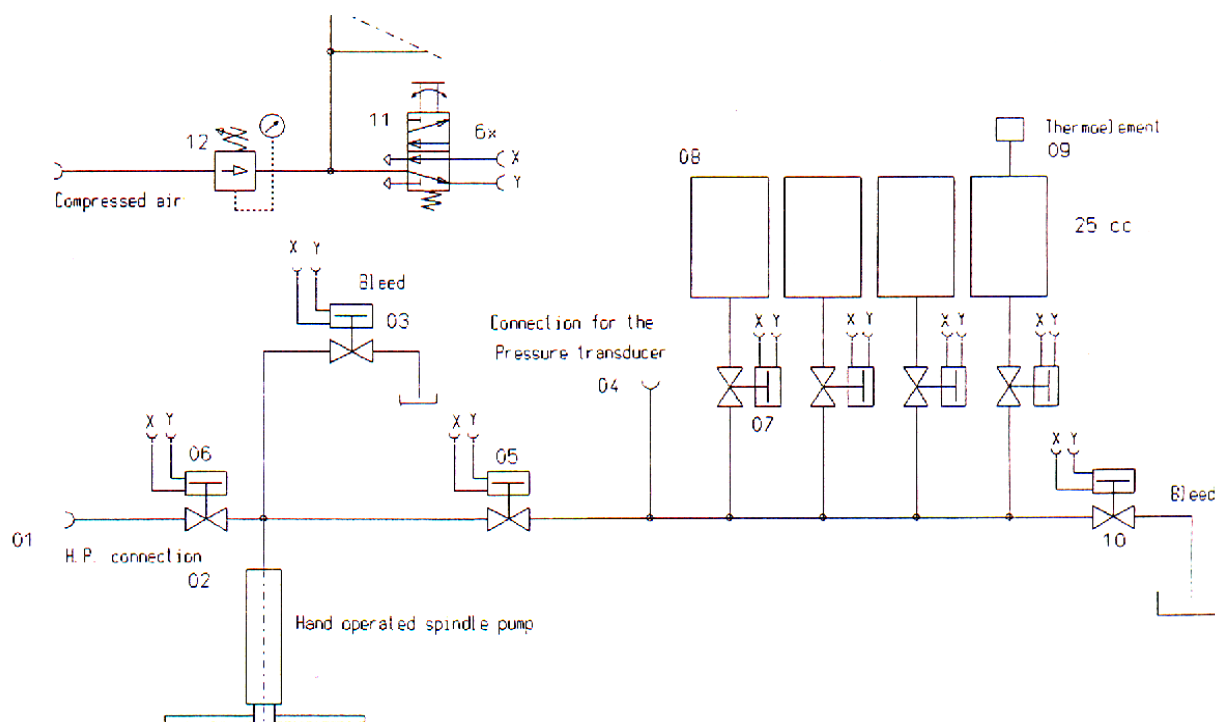 11
6x
12
X
Y
Compressed air
Thermoelement
09
08
25 cc
X Y
Bleed
03
Connection for the
Pressure transducer
04
X Y
X Y
X Y
X Y
07
X Y
06
X Y
05
X Y
Bleed
10
01
H.P. connection
02
Hand operated spindle pump